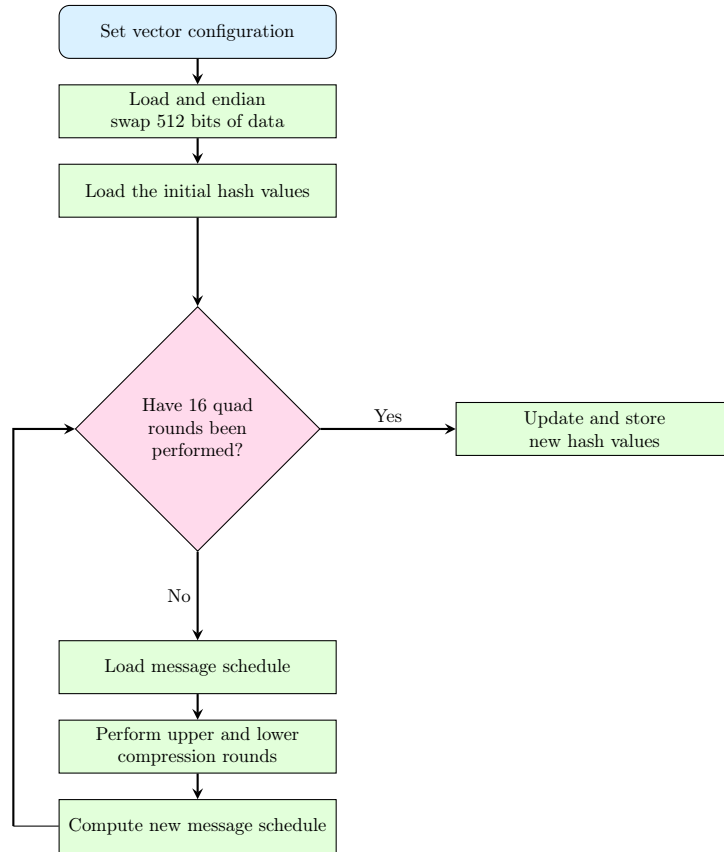 Set vector configuration
Load and endian
swap 512 bits of data
Load the initial hash values
Have 16 quad
rounds been
performed?
Yes
Update and store
new hash values
No
Load message schedule
Perform upper and lower
compression rounds
Compute new message schedule